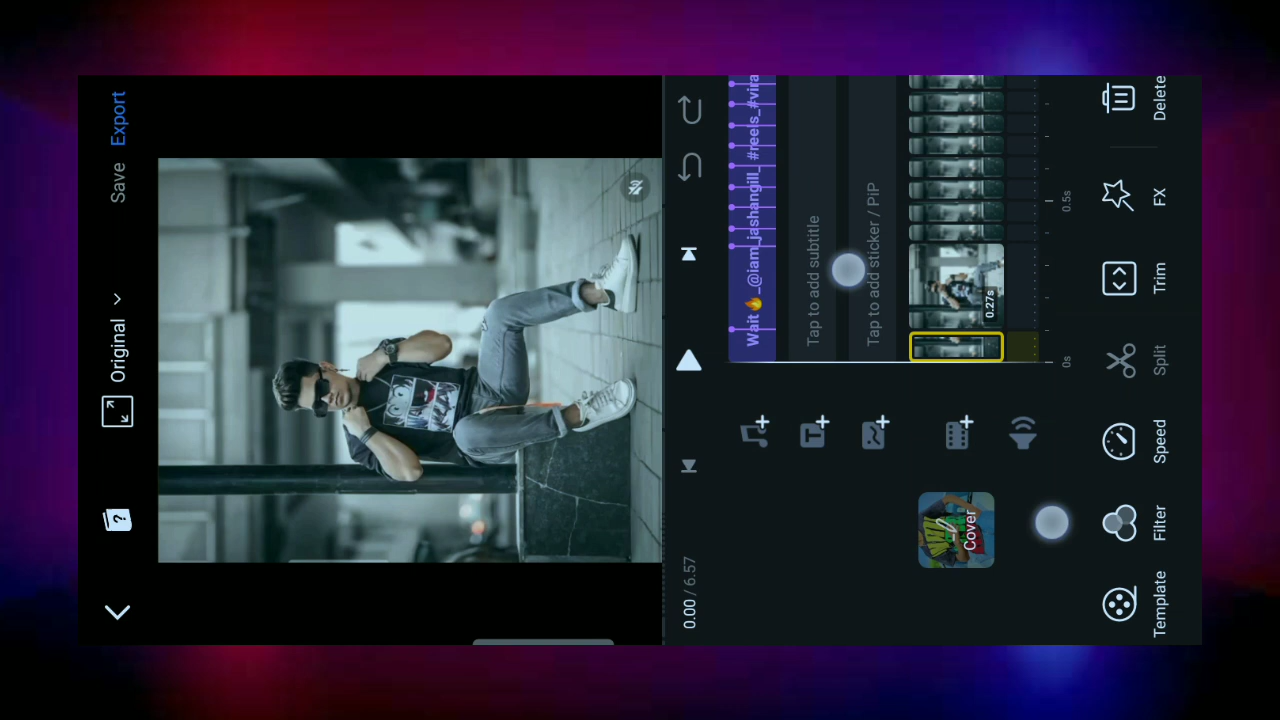 Save Export
Original
0.00 / 6.57
Wait🔥_@iam_jashangill_ #reels_#vira
Tap to add subtitle
Tap to add sticker / PiP
Cover
0.27s
0s 0.5s
Template Filter Speed Split Trim FX Delete